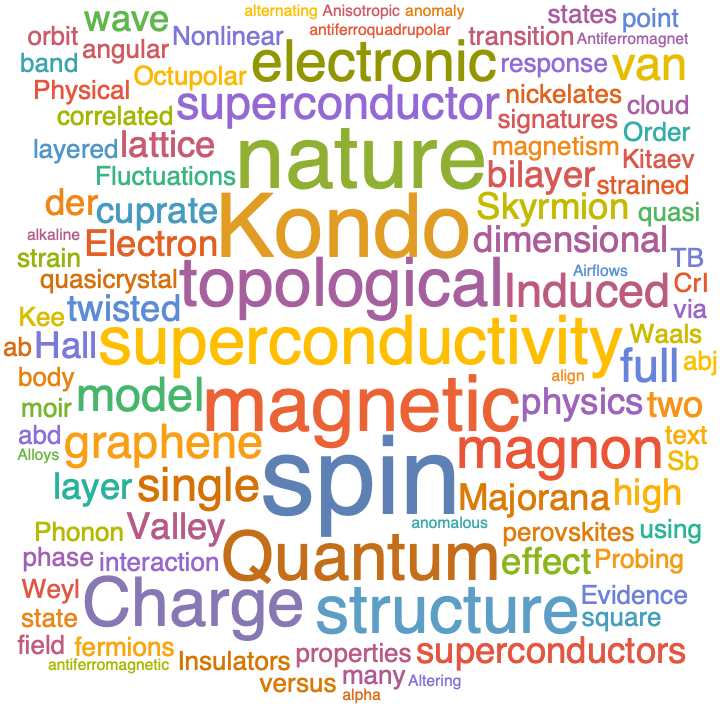 alternating Anisotropic anomaly
wave antiferroquadrupolar states point
orbit angular Nonlinear transition Antiferromagnet
band electronic response van
Physical Octupolar
superconductor nickelates cloud
correlated signatures Order
layered lattice nature magnetism Kitaev
Fluctuations bilayer strained
der cuprate Kondo Skyrmion quasi
alkaline Electron dimensional
strain TB
quasicrystal topological Induced Airflows CrI
Kee twisted via
ab Hall superconductivity Waals
body full abj
align
moir model magnetic physics two
abd graphene magnon text
Alloys Sb
layer single spin Majorana high
anomalous
Phonon Valley perovskites using
phase interaction Quantum effect Probing
Weyl Charge structure Evidence
state square
field fermions
antiferromagnetic Insulators properties superconductors
versus many Altering
alpha